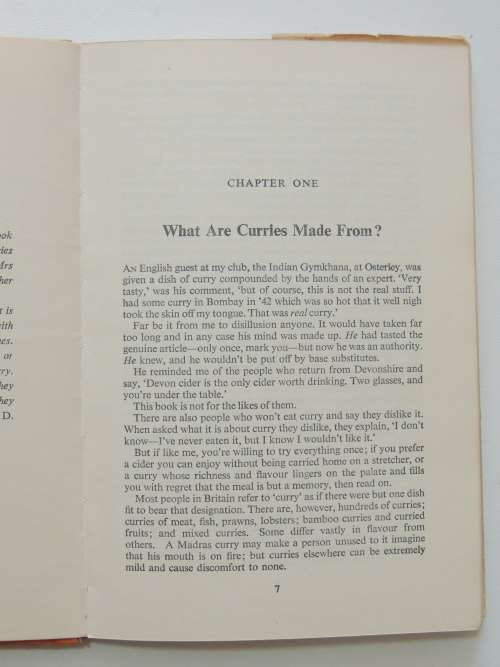 ook
ries
Mrs
her
t is
with
nes.
or
rry.
hey
they
D.
CHAPTER ONE
What Are Curries Made From?
AN English guest at my club, the Indian Gymkhana, at Osterley, was
given a dish of curry compounded by the hands of an expert. 'Very
tasty,' was his comment, 'but of course, this is not the real stuff. I
had some curry in Bombay in '42 which was so hot that it well nigh
took the skin off my tongue. That was real curry.'
Far be it from me to disillusion anyone. It would have taken far
too long and in any case his mind was made up. He had tasted the
genuine article—only once, mark you—but now he was an authority.
He knew, and he wouldn't be put off by base substitutes.
He reminded me of the people who return from Devonshire and
say, 'Devon cider is the only cider worth drinking. Two glasses, and
you're under the table.'
This book is not for the likes of them.
There are also people who won't eat curry and say they dislike it.
When asked what it is about curry they dislike, they explain, 'I don't
know—I've never eaten it, but I know I wouldn't like it.'
But if like me, you're willing to try everything once; if you prefer
a cider you can enjoy without being carried home on a stretcher, or
a curry whose richness and flavour lingers on the palate and fills
you with regret that the meal is but a memory, then read on.
Most people in Britain refer to 'curry' as if there were but one dish
fit to bear that designation. There are, however, hundreds of curries;
curries of meat, fish, prawns, lobsters; bamboo curries and curried
fruits; and mixed curries. Some differ vastly in flavour from
others. A Madras curry may make a person unused to it imagine
that his mouth is on fire; but curries elsewhere can be extremely
mild and cause discomfort to none.
7